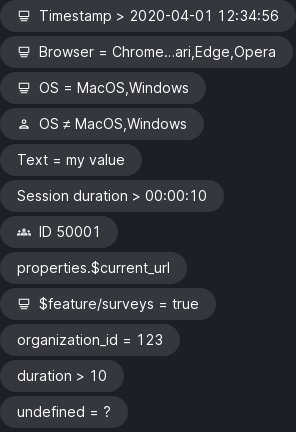 Timestamp > 2020-04-01 12:34:56
Browser = Chrome...ari,Edge,Opera
OS = MacOS,Windows
OS ≠ MacOS,Windows
Text = my value
Session duration > 00:00:10
ID 50001
properties.$current_url
$feature/surveys = true
organization_id = 123
duration > 10
undefined = ?